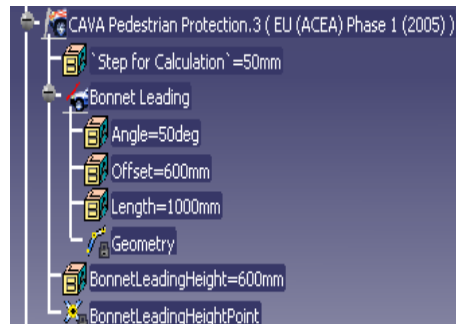 CAVA Pedestrian Protection.3 ( EU (ACEA) Phase 1 (2005) )
`Step for Calculation`=50mm
Bonnet Leading
Angle=50deg
Offset=600mm
Length=1000mm
Geometry
BonnetLeadingHeight=600mm
BonnetLeadingHeightPoint